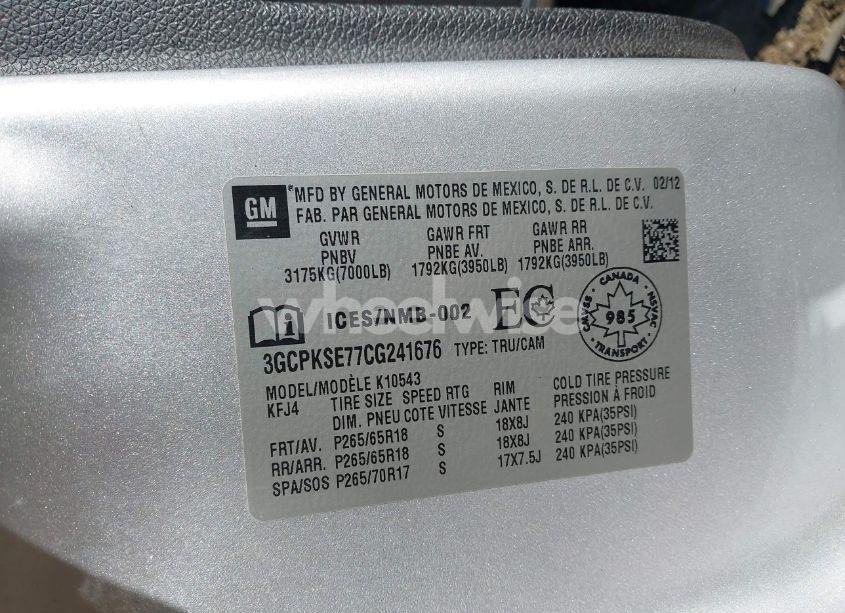 GM
*MFD BY GENERAL MOTORS DE MEXICO, S. DE R.L. DE C.V. 02/12
FAB. PAR GENERAL MOTORS DE MEXICO, S. DE R.L. DE C.V.
GVWR GAWR FRT GAWR RR
PNBV PNBE AV. PNBE ARR.
3175KG(7000LB) 1792KG(3950LB) 1792KG(3950LB)
wheelwise
i ICES/NMB-002 EC
CANADA
CMVSS 985 NSVAC
TRANSPORT
3GCPKSE77CG241676 TYPE: TRU/CAM
MODEL/MODÈLE K10543
KFJ4 TIRE SIZE SPEED RTG RIM COLD TIRE PRESSURE
DIM. PNEU COTE VITESSE JANTE PRESSION À FROID
FRT/AV. P265/65R18 S 18X8J 240 KPA(35PSI)
RR/ARR. P265/65R18 S 18X8J 240 KPA(35PSI)
SPA/SOS P265/70R17 S 17X7.5J 240 KPA(35PSI)